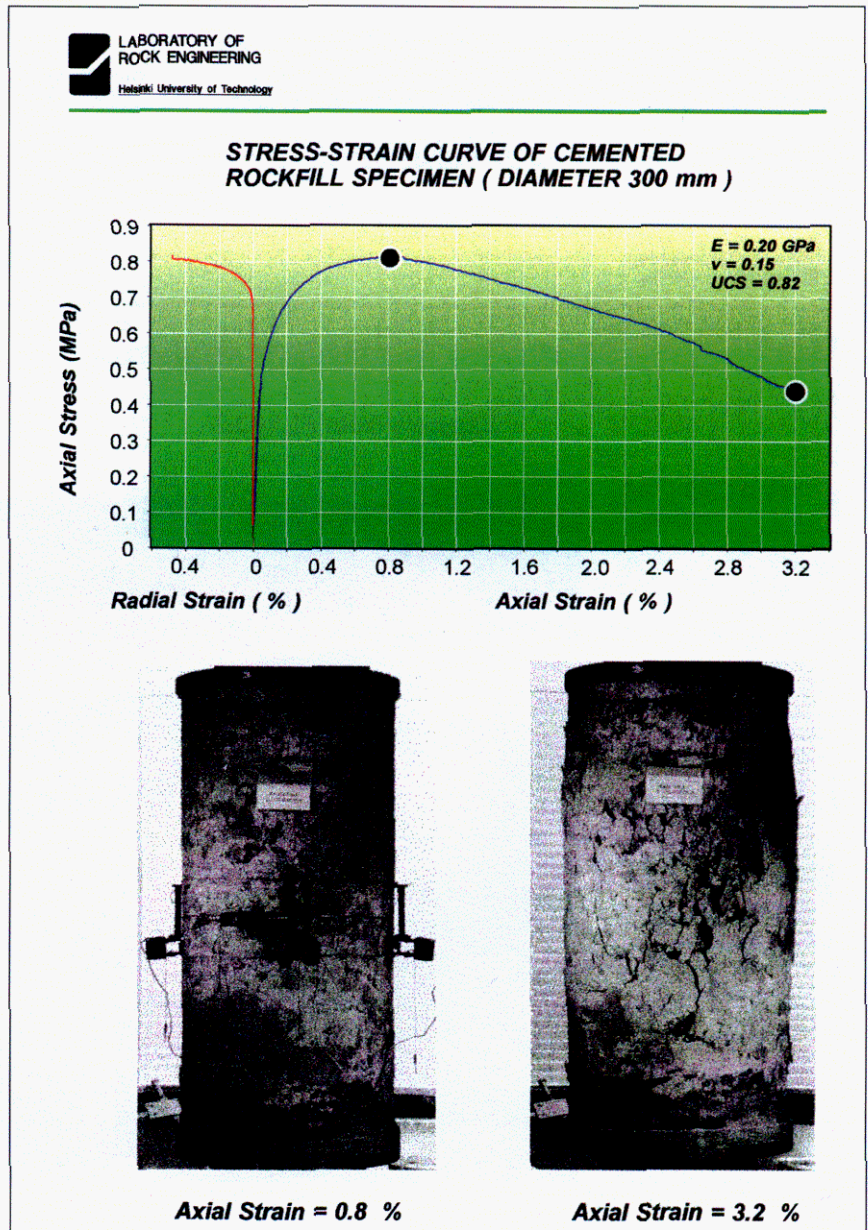 LABORATORY OF
ROCK ENGINEERING
Helsinki University of Technology
STRESS-STRAIN CURVE OF CEMENTED
ROCKFILL SPECIMEN ( DIAMETER 300 mm )
0.9
0.8
0.7
0.6
0.5
0.4
0.3
0.2
0.1
0
Axial Stress (MPa)
E = 0.20 GPa
v = 0.15
UCS = 0.82
0.4 0 0.4 0.8 1.2 1.6 2.0 2.4 2.8 3.2
Radial Strain ( % ) Axial Strain ( % )
Axial Strain = 0.8 % Axial Strain = 3.2 %